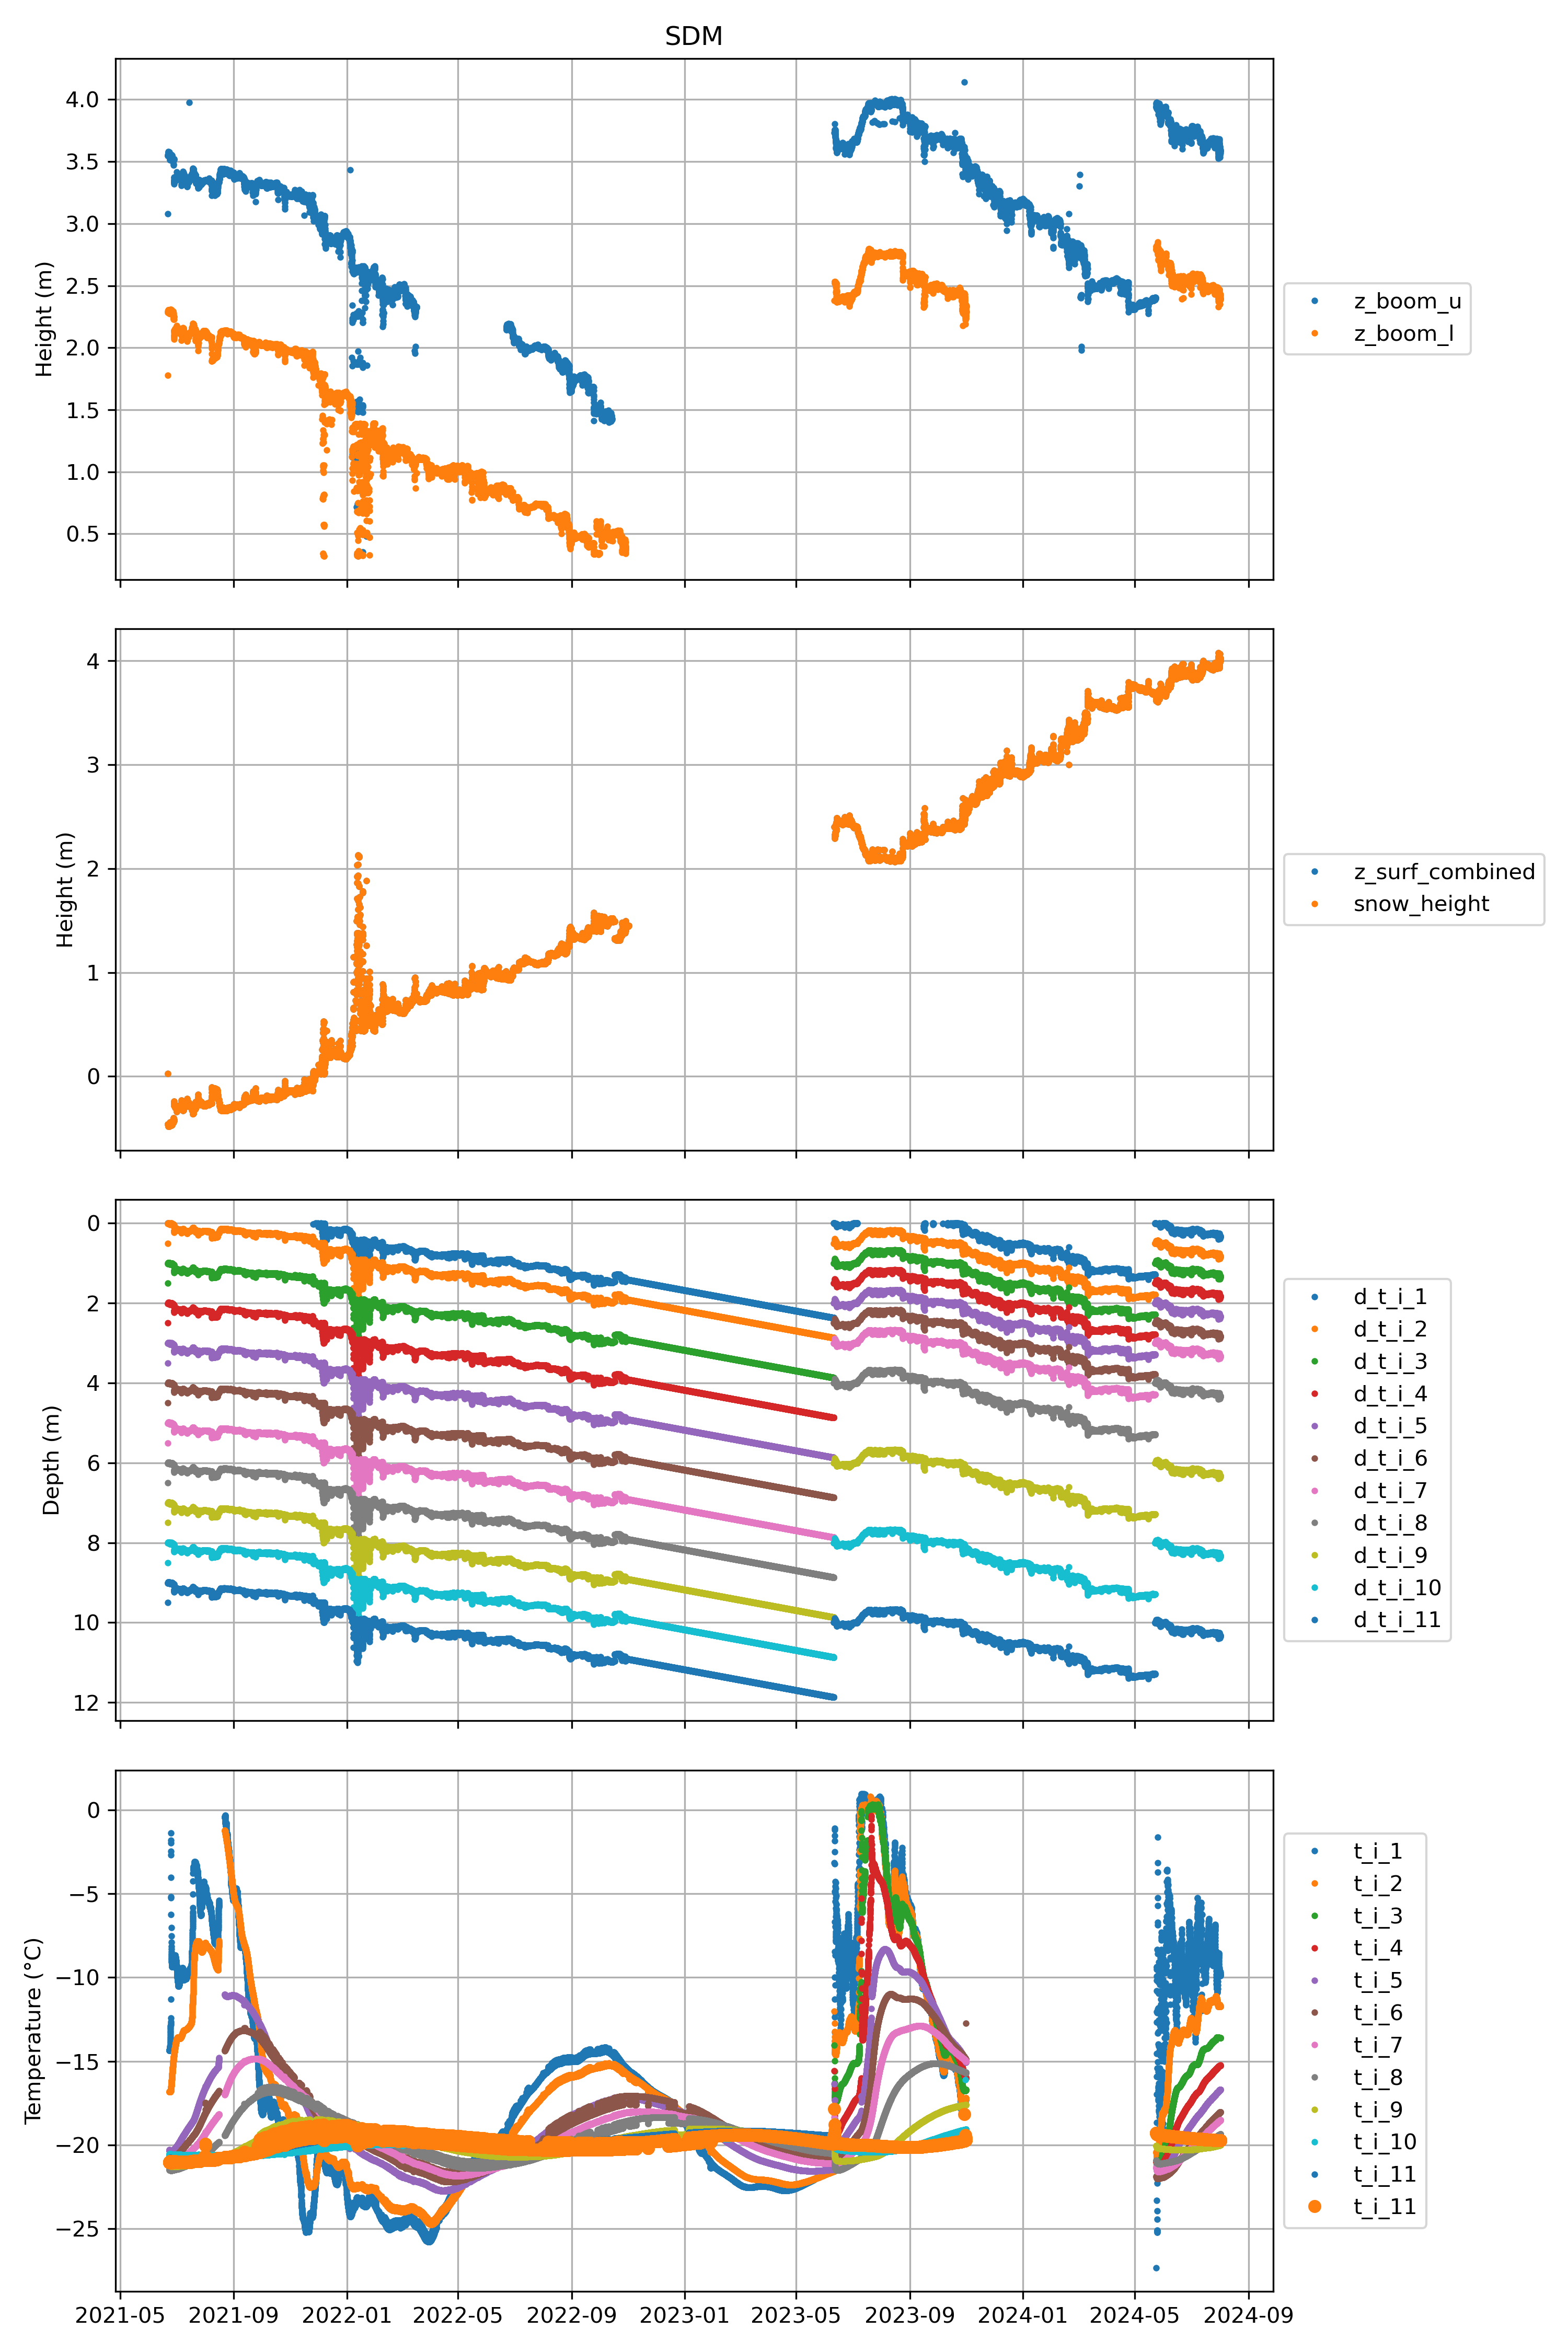 SDM
4.0
3.5
3.0
2.5
2.0
1.5
1.0
0.5
Height (m)
z_boom_u
z_boom_l
4
3
2
1
0
Height (m)
z_surf_combined
snow_height
0
2
4
6
8
10
12
Depth (m)
d_t_i_1
d_t_i_2
d_t_i_3
d_t_i_4
d_t_i_5
d_t_i_6
d_t_i_7
d_t_i_8
d_t_i_9
d_t_i_10
d_t_i_11
0
−5
−10
−15
−20
−25
Temperature (°C)
t_i_1
t_i_2
t_i_3
t_i_4
t_i_5
t_i_6
t_i_7
t_i_8
t_i_9
t_i_10
t_i_11
t_i_11
2021-05 2021-09 2022-01 2022-05 2022-09 2023-01 2023-05 2023-09 2024-01 2024-05 2024-09